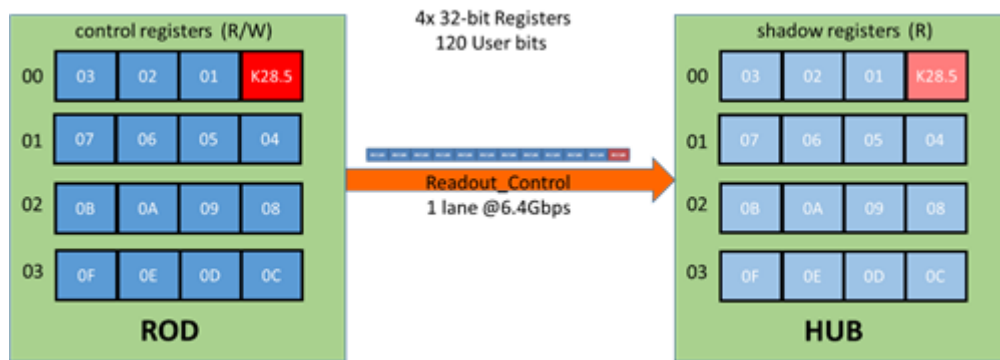 control registers (R/W)
00 03 02 01 K28.5
01 07 06 05 04
02 0B 0A 09 08
03 0F 0E 0D 0C
ROD
4x 32-bit Registers
120 User bits
Readout_Control
1 lane @6.4Gbps
shadow registers (R)
00 03 02 01 K28.5
01 07 06 05 04
02 0B 0A 09 08
03 0F 0E 0D 0C
HUB